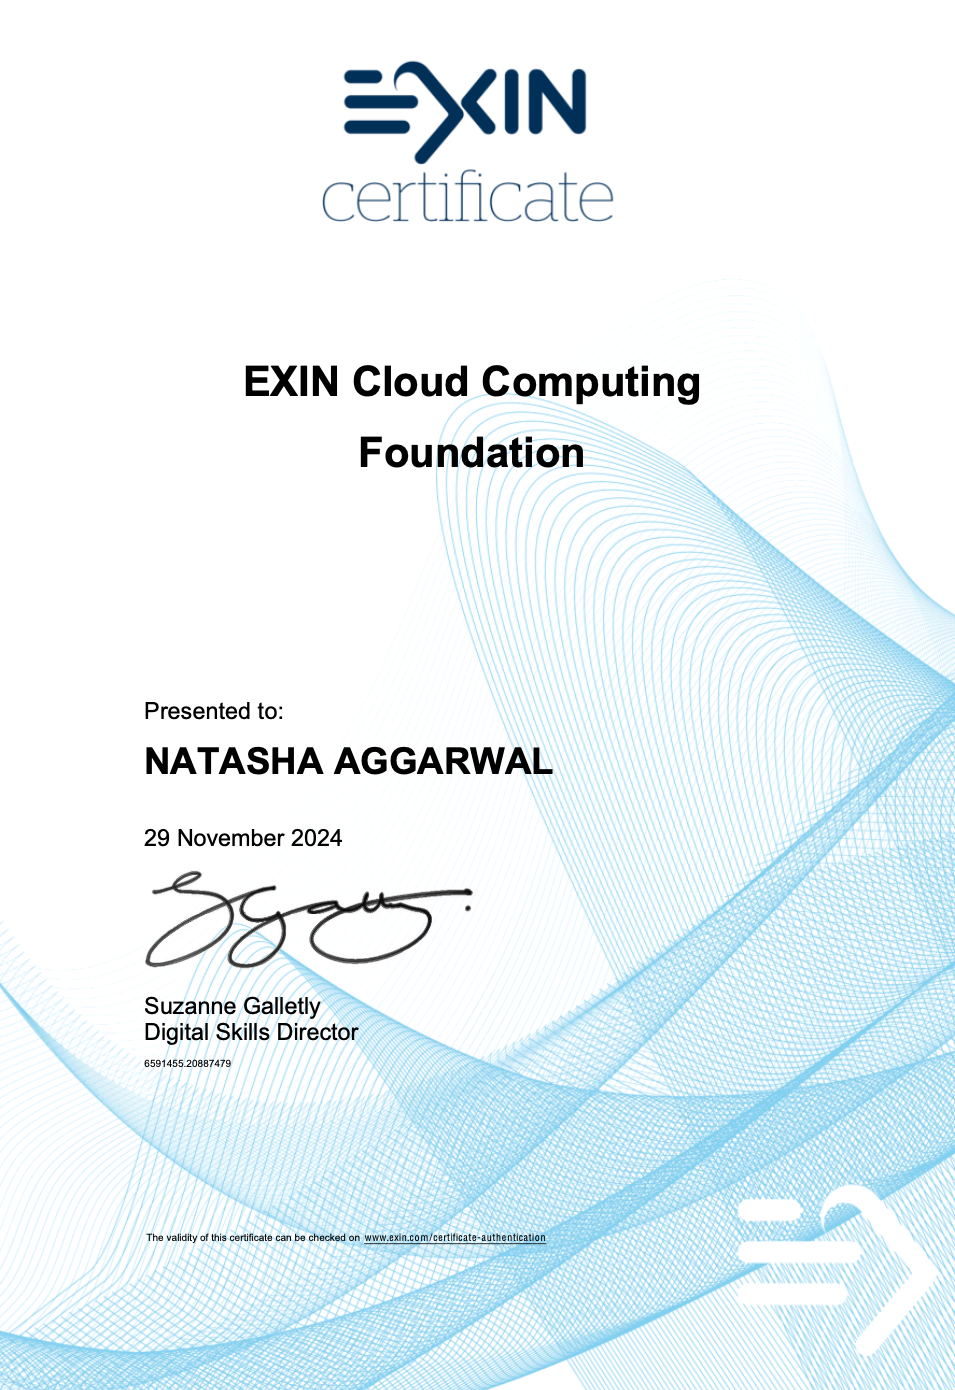 EXIN
certificate
EXIN Cloud Computing
Foundation
Presented to:
NATASHA AGGARWAL
29 November 2024
Suzanne Galletly
Digital Skills Director
6591455.20887479
The validity of this certificate can be checked on www.exin.com/certificate-authentication